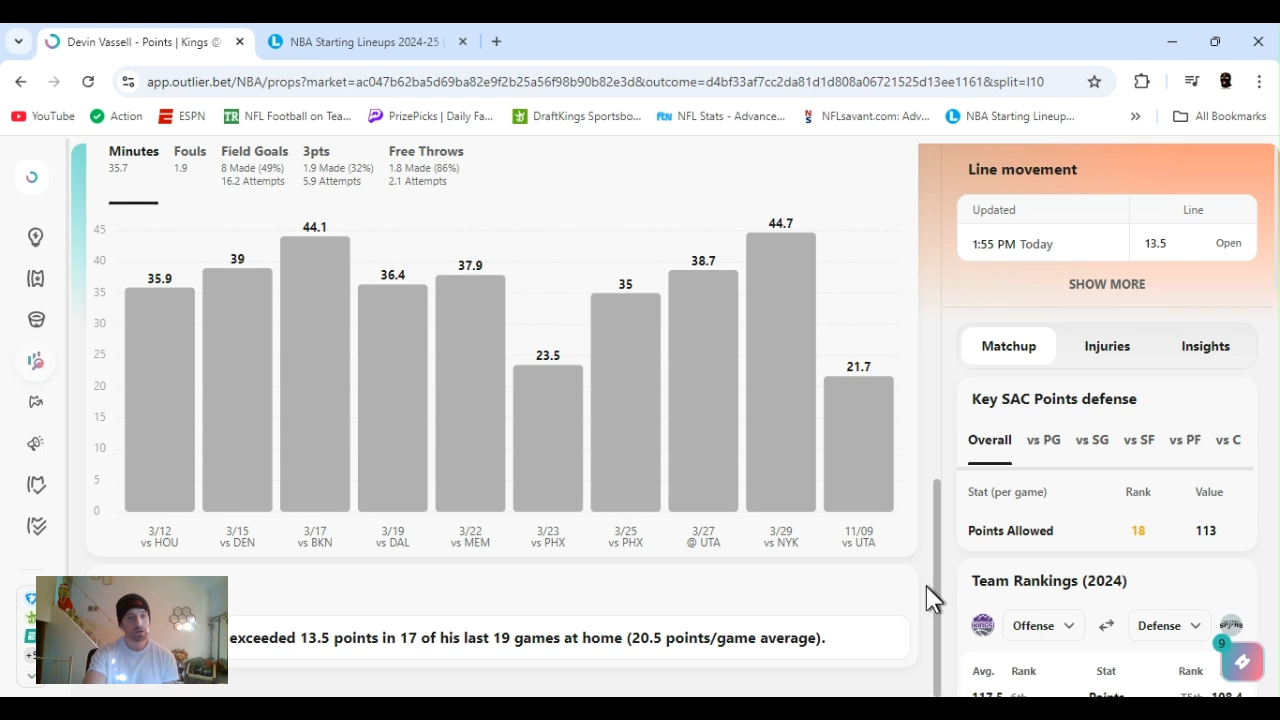 Devin Vassell - Points | Kings @
NBA Starting Lineups 2024-25
app.outlier.bet/NBA/props?market=ac047b62ba5d69ba82e9f2b25a56f98b90b82e3d&outcome=d4bf33af7cc2da81d1d808a06721525d13ee1161&split=l10
YouTube Action ESPN NFL Football on Tea... PrizePicks | Daily Fa... DraftKings Sportsbo... NFL Stats - Advance... NFLsavant.com: Adv... NBA Starting Lineup... » All Bookmarks
Minutes Fouls Field Goals 3pts Free Throws
35.7 1.9 8 Made (49%) 1.9 Made (32%) 1.8 Made (86%)
16.2 Attempts 5.9 Attempts 2.1 Attempts
45
40
35
30
25
20
15
10
5
0
35.9 39 44.1 36.4 37.9 23.5 35 38.7 44.7 21.7
3/12 3/15 3/17 3/19 3/22 3/23 3/25 3/27 3/29 11/09
vs HOU vs DEN vs BKN vs DAL vs MEM vs PHX vs PHX @ UTA vs NYK vs UTA
exceeded 13.5 points in 17 of his last 19 games at home (20.5 points/game average).
Line movement
Updated Line
1:55 PM Today 13.5 Open
SHOW MORE
Matchup Injuries Insights
Key SAC Points defense
Overall vs PG vs SG vs SF vs PF vs C
Stat (per game) Rank Value
Points Allowed 18 113
Team Rankings (2024)
KINGS Offense Defense SPURS
9
Avg. Rank Stat Rank
117.5 6th Points 108.4